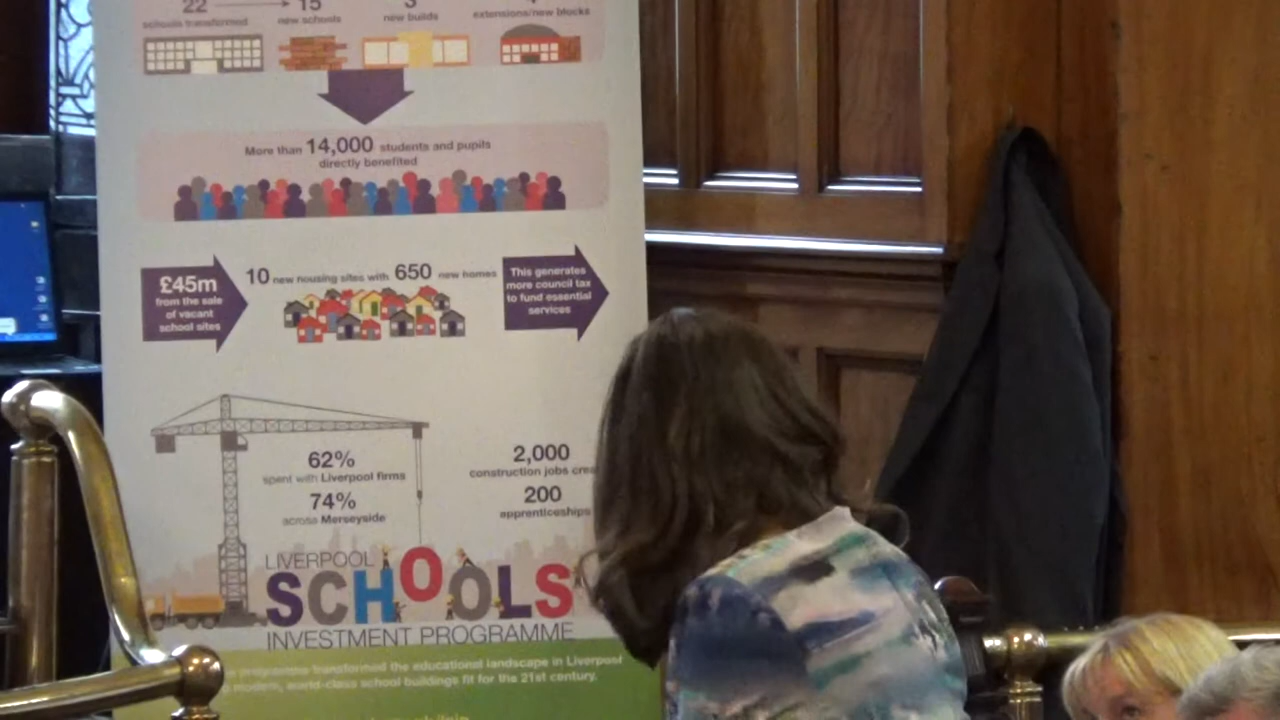 22 15
schools transformed new schools new builds extensions/new blocks
More than 14,000 students and pupils
directly benefited
£45m
from the sale
of vacant
school sites
10 new housing sites with 650 new homes
This generates
more council tax
to fund essential
services
62%
spent with Liverpool firms
74%
across Merseyside
2,000
construction jobs crea
200
apprenticeships
LIVERPOOL
SCHOOLS
INVESTMENT PROGRAMME
programme transformed the educational landscape in Liverpool
modern, world-class school buildings fit for the 21st century.